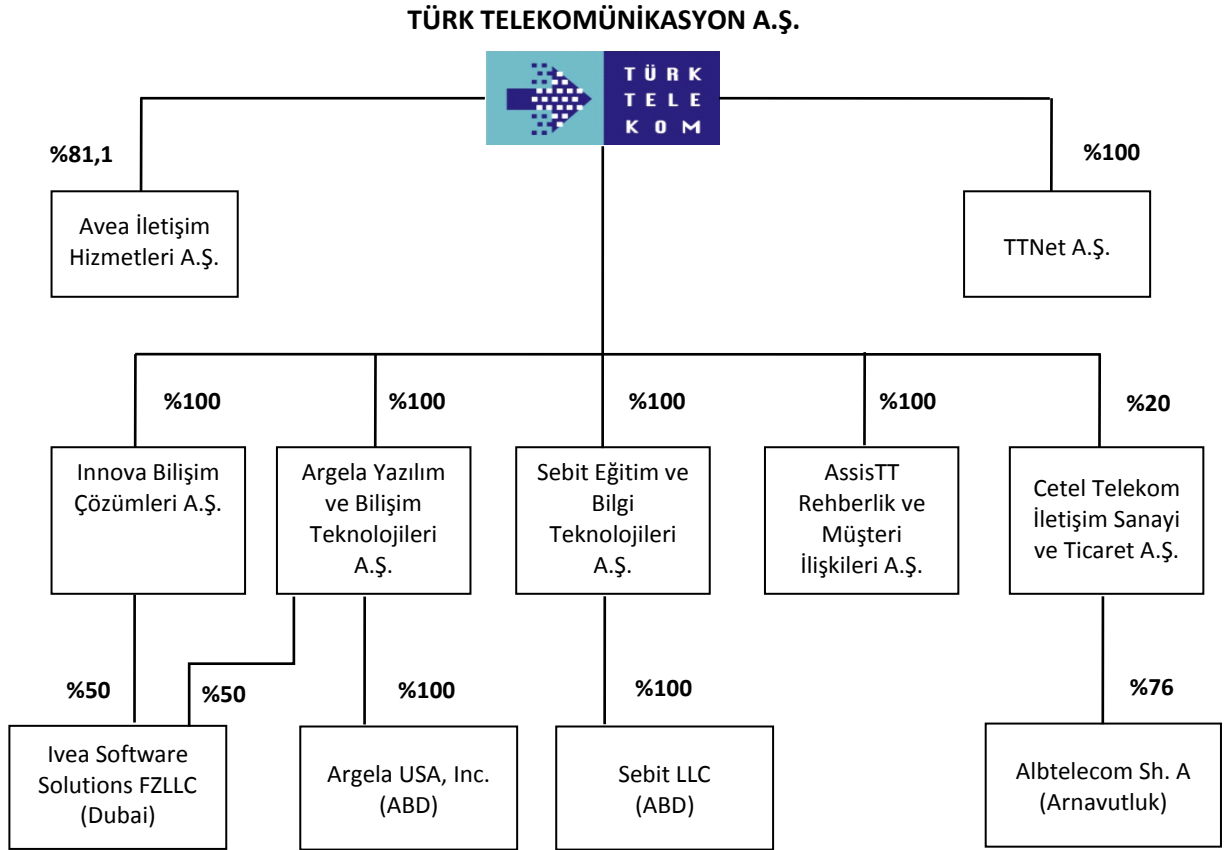 TÜRK TELEKOMÜNİKASYON A.Ş.
TÜRK
TELE
KOM
%81,1
%100
Avea İletişim
Hizmetleri A.Ş.
TTNet A.Ş.
%100
%100
%100
%100
%20
Innova Bilişim
Çözümleri A.Ş.
Argela Yazılım
ve Bilişim
Teknolojileri
A.Ş.
Sebit Eğitim ve
Bilgi
Teknolojileri
A.Ş.
AssisTT
Rehberlik ve
Müşteri
İlişkileri A.Ş.
Cetel Telekom
İletişim Sanayi
ve Ticaret A.Ş.
%50
%50
%100
%100
%76
Ivea Software
Solutions FZLLC
(Dubai)
Argela USA, Inc.
(ABD)
Sebit LLC
(ABD)
Albtelecom Sh. A
(Arnavutluk)